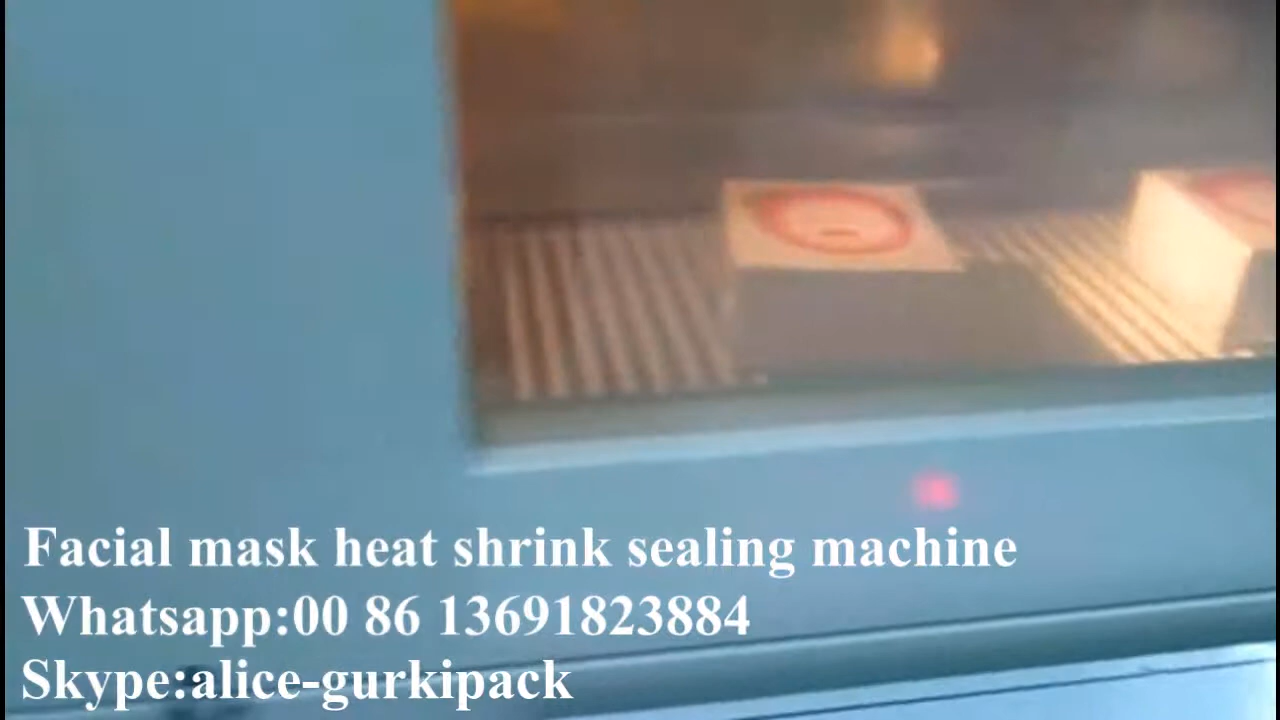 Facial mask heat shrink sealing machine
Whatsapp:00 86 13691823884
Skype:alice-gurkipack